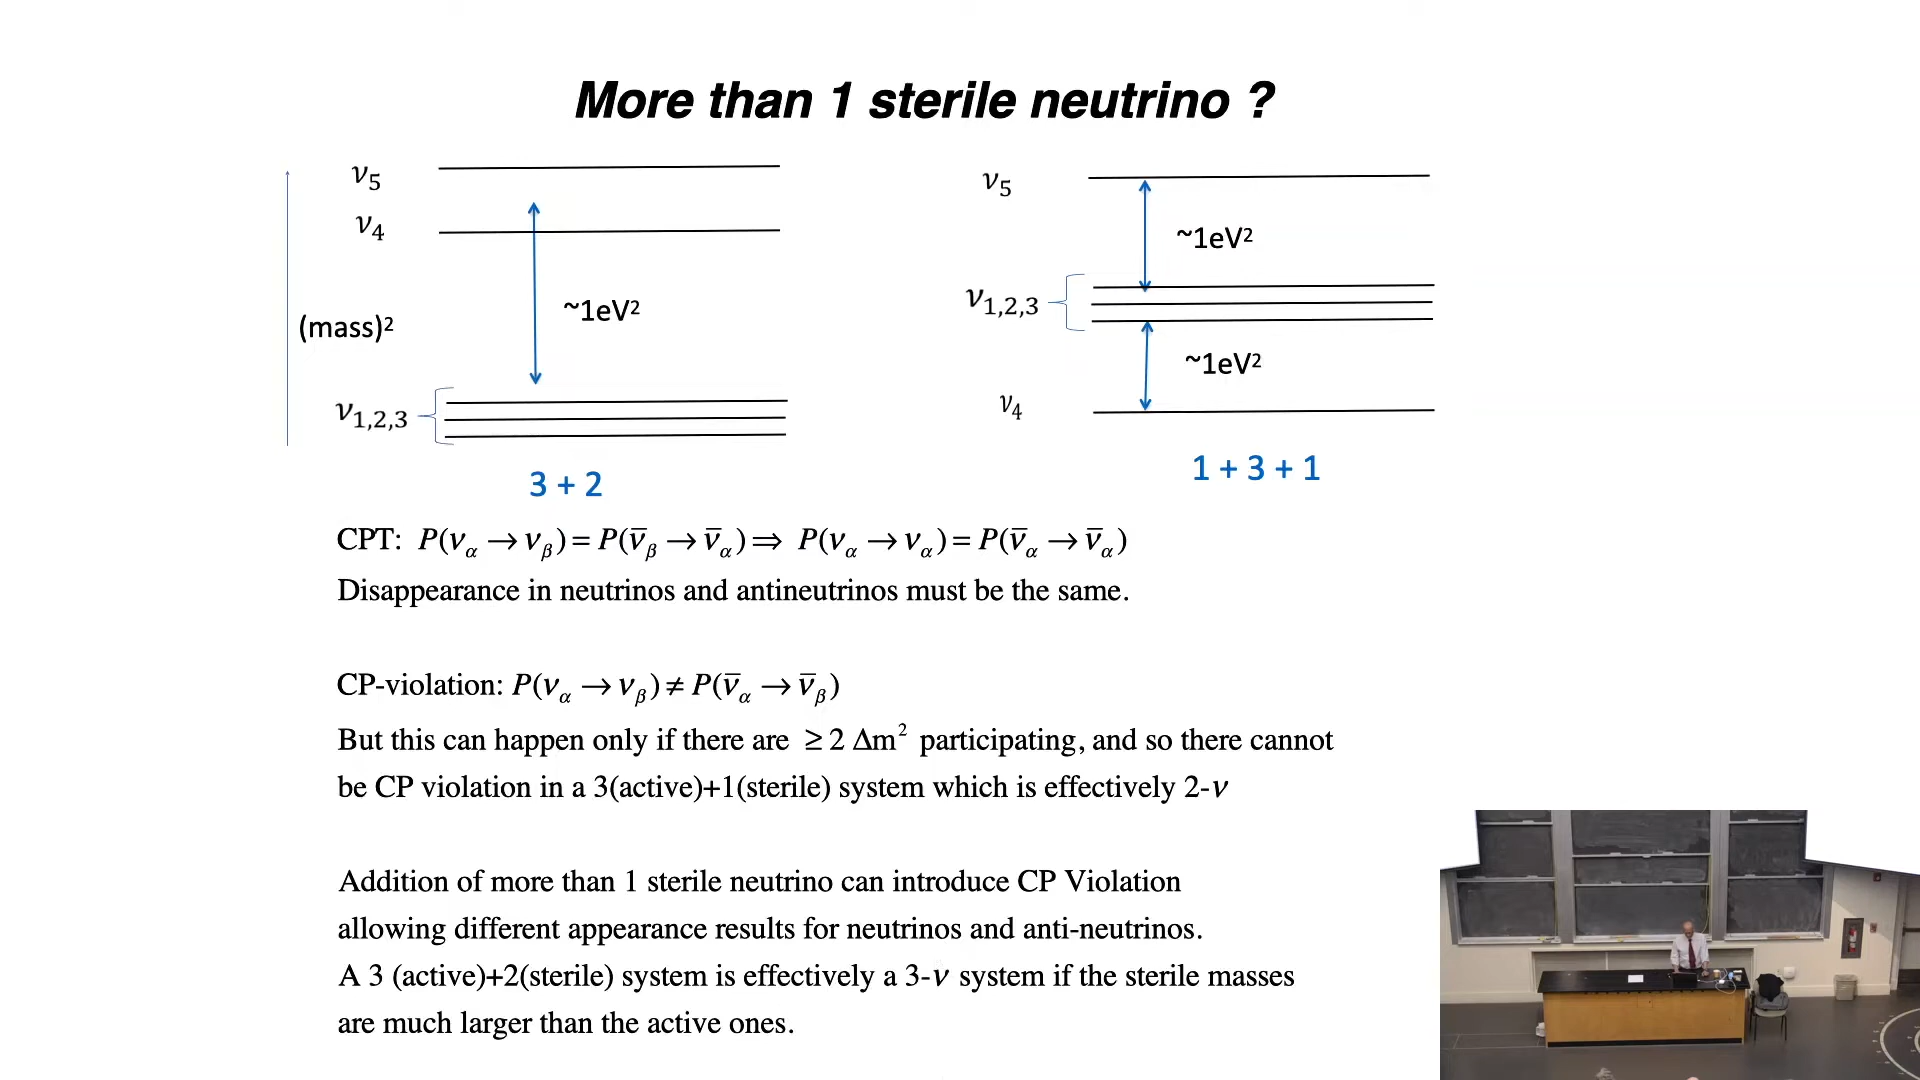 More than 1 sterile neutrino ?
ν5
ν4
~1eV²
(mass)²
ν1,2,3
3 + 2
ν5
~1eV²
ν1,2,3
~1eV²
ν4
1 + 3 + 1
CPT: P(να → νβ) = P(ν̅β → ν̅α) ⇒ P(να → να) = P(ν̅α → ν̅α)
Disappearance in neutrinos and antineutrinos must be the same.
CP-violation: P(να → νβ) ≠ P(ν̅α → ν̅β)
But this can happen only if there are ≥ 2 Δm² participating, and so there cannot
be CP violation in a 3(active)+1(sterile) system which is effectively 2-ν
Addition of more than 1 sterile neutrino can introduce CP Violation
allowing different appearance results for neutrinos and anti-neutrinos.
A 3 (active)+2(sterile) system is effectively a 3-ν system if the sterile masses
are much larger than the active ones.